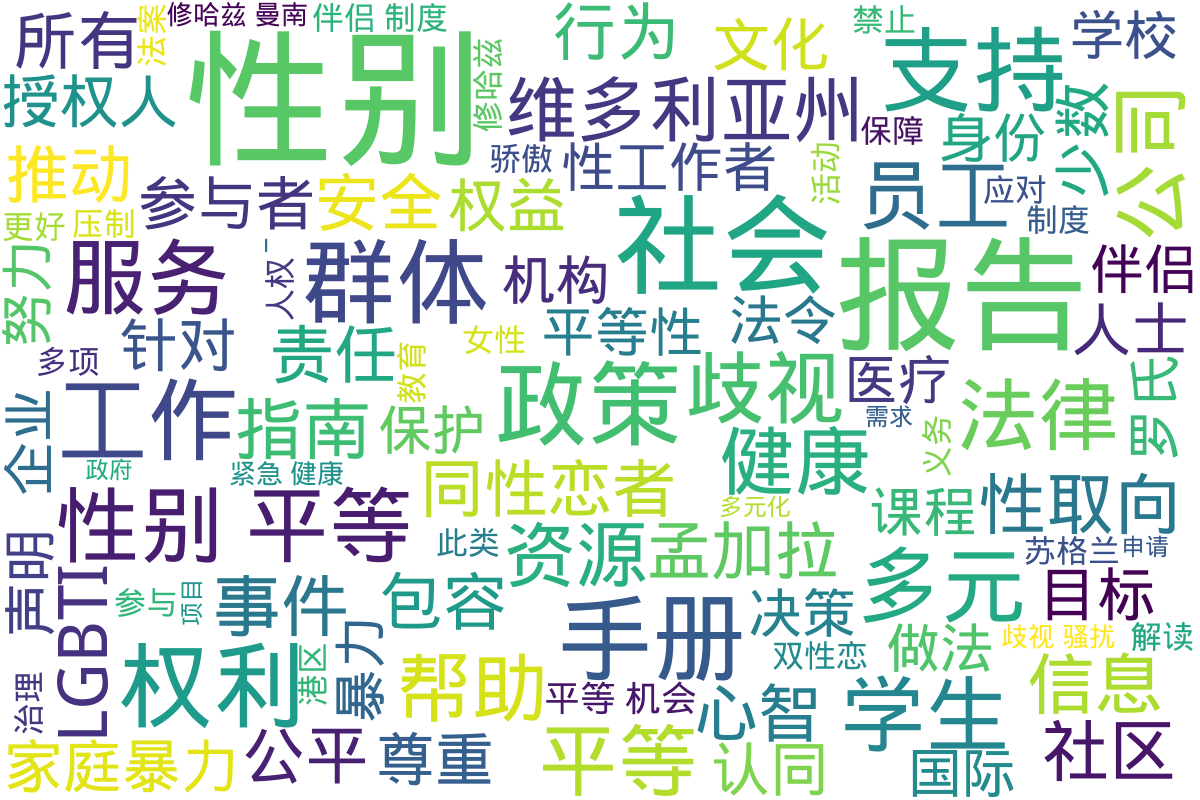 所有
法案
修哈兹 曼南
伴侣 制度
行为
文化
禁止
学校
授权人
性别
修哈兹
维多利亚州
支持
少数
公司
保障
身份
推动
骄傲
性工作者
活动
员工
应对
制度
参与者
安全
权益
更好
压制
社会
报告
努力
服务
人权 一
群体
机构
伴侣
人士
针对
责任
女性
平等性
法令
多项
教育
医疗
罗氏
工作
指南
保护
政策
歧视
需求
法律
义务
企业
政府
紧急 健康
同性恋者
健康
性别 平等
多元化
课程
性取向
此类
资源
孟加拉
苏格兰
申请
声明
LGBTI
参与
项目
事件
包容
手册
决策
多元
目标
权利
港区
暴力
双性恋
做法
歧视 骚扰
解读
治理
帮助
平等 机会
心智
学生
信息
家庭暴力
公平
尊重
平等
认同
国际
社区